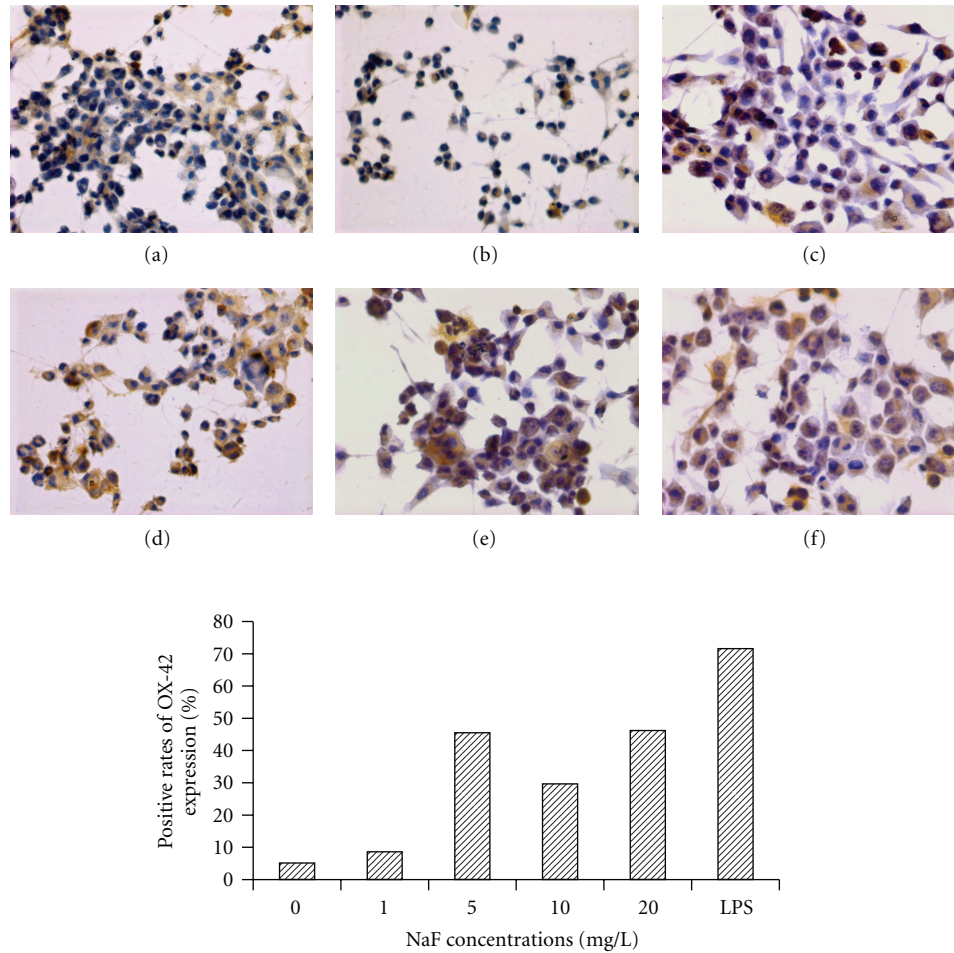 (a) (b) (c)
(d) (e) (f)
Positive rates of OX-42
expression (%)
80
70
60
50
40
30
20
10
0
0 1 5 10 20 LPS
NaF concentrations (mg/L)